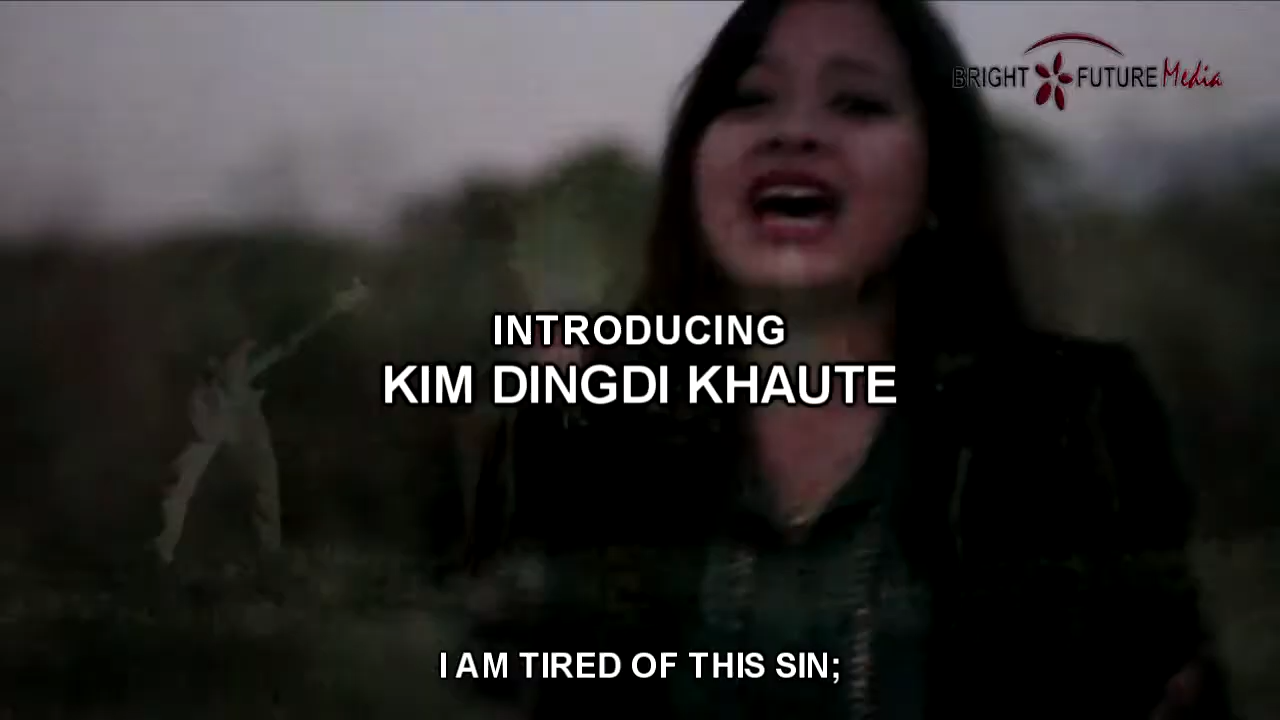 BRIGHT FUTURE Media
INTRODUCING
KIM DINGDI KHAUTE
I AM TIRED OF THIS SIN;